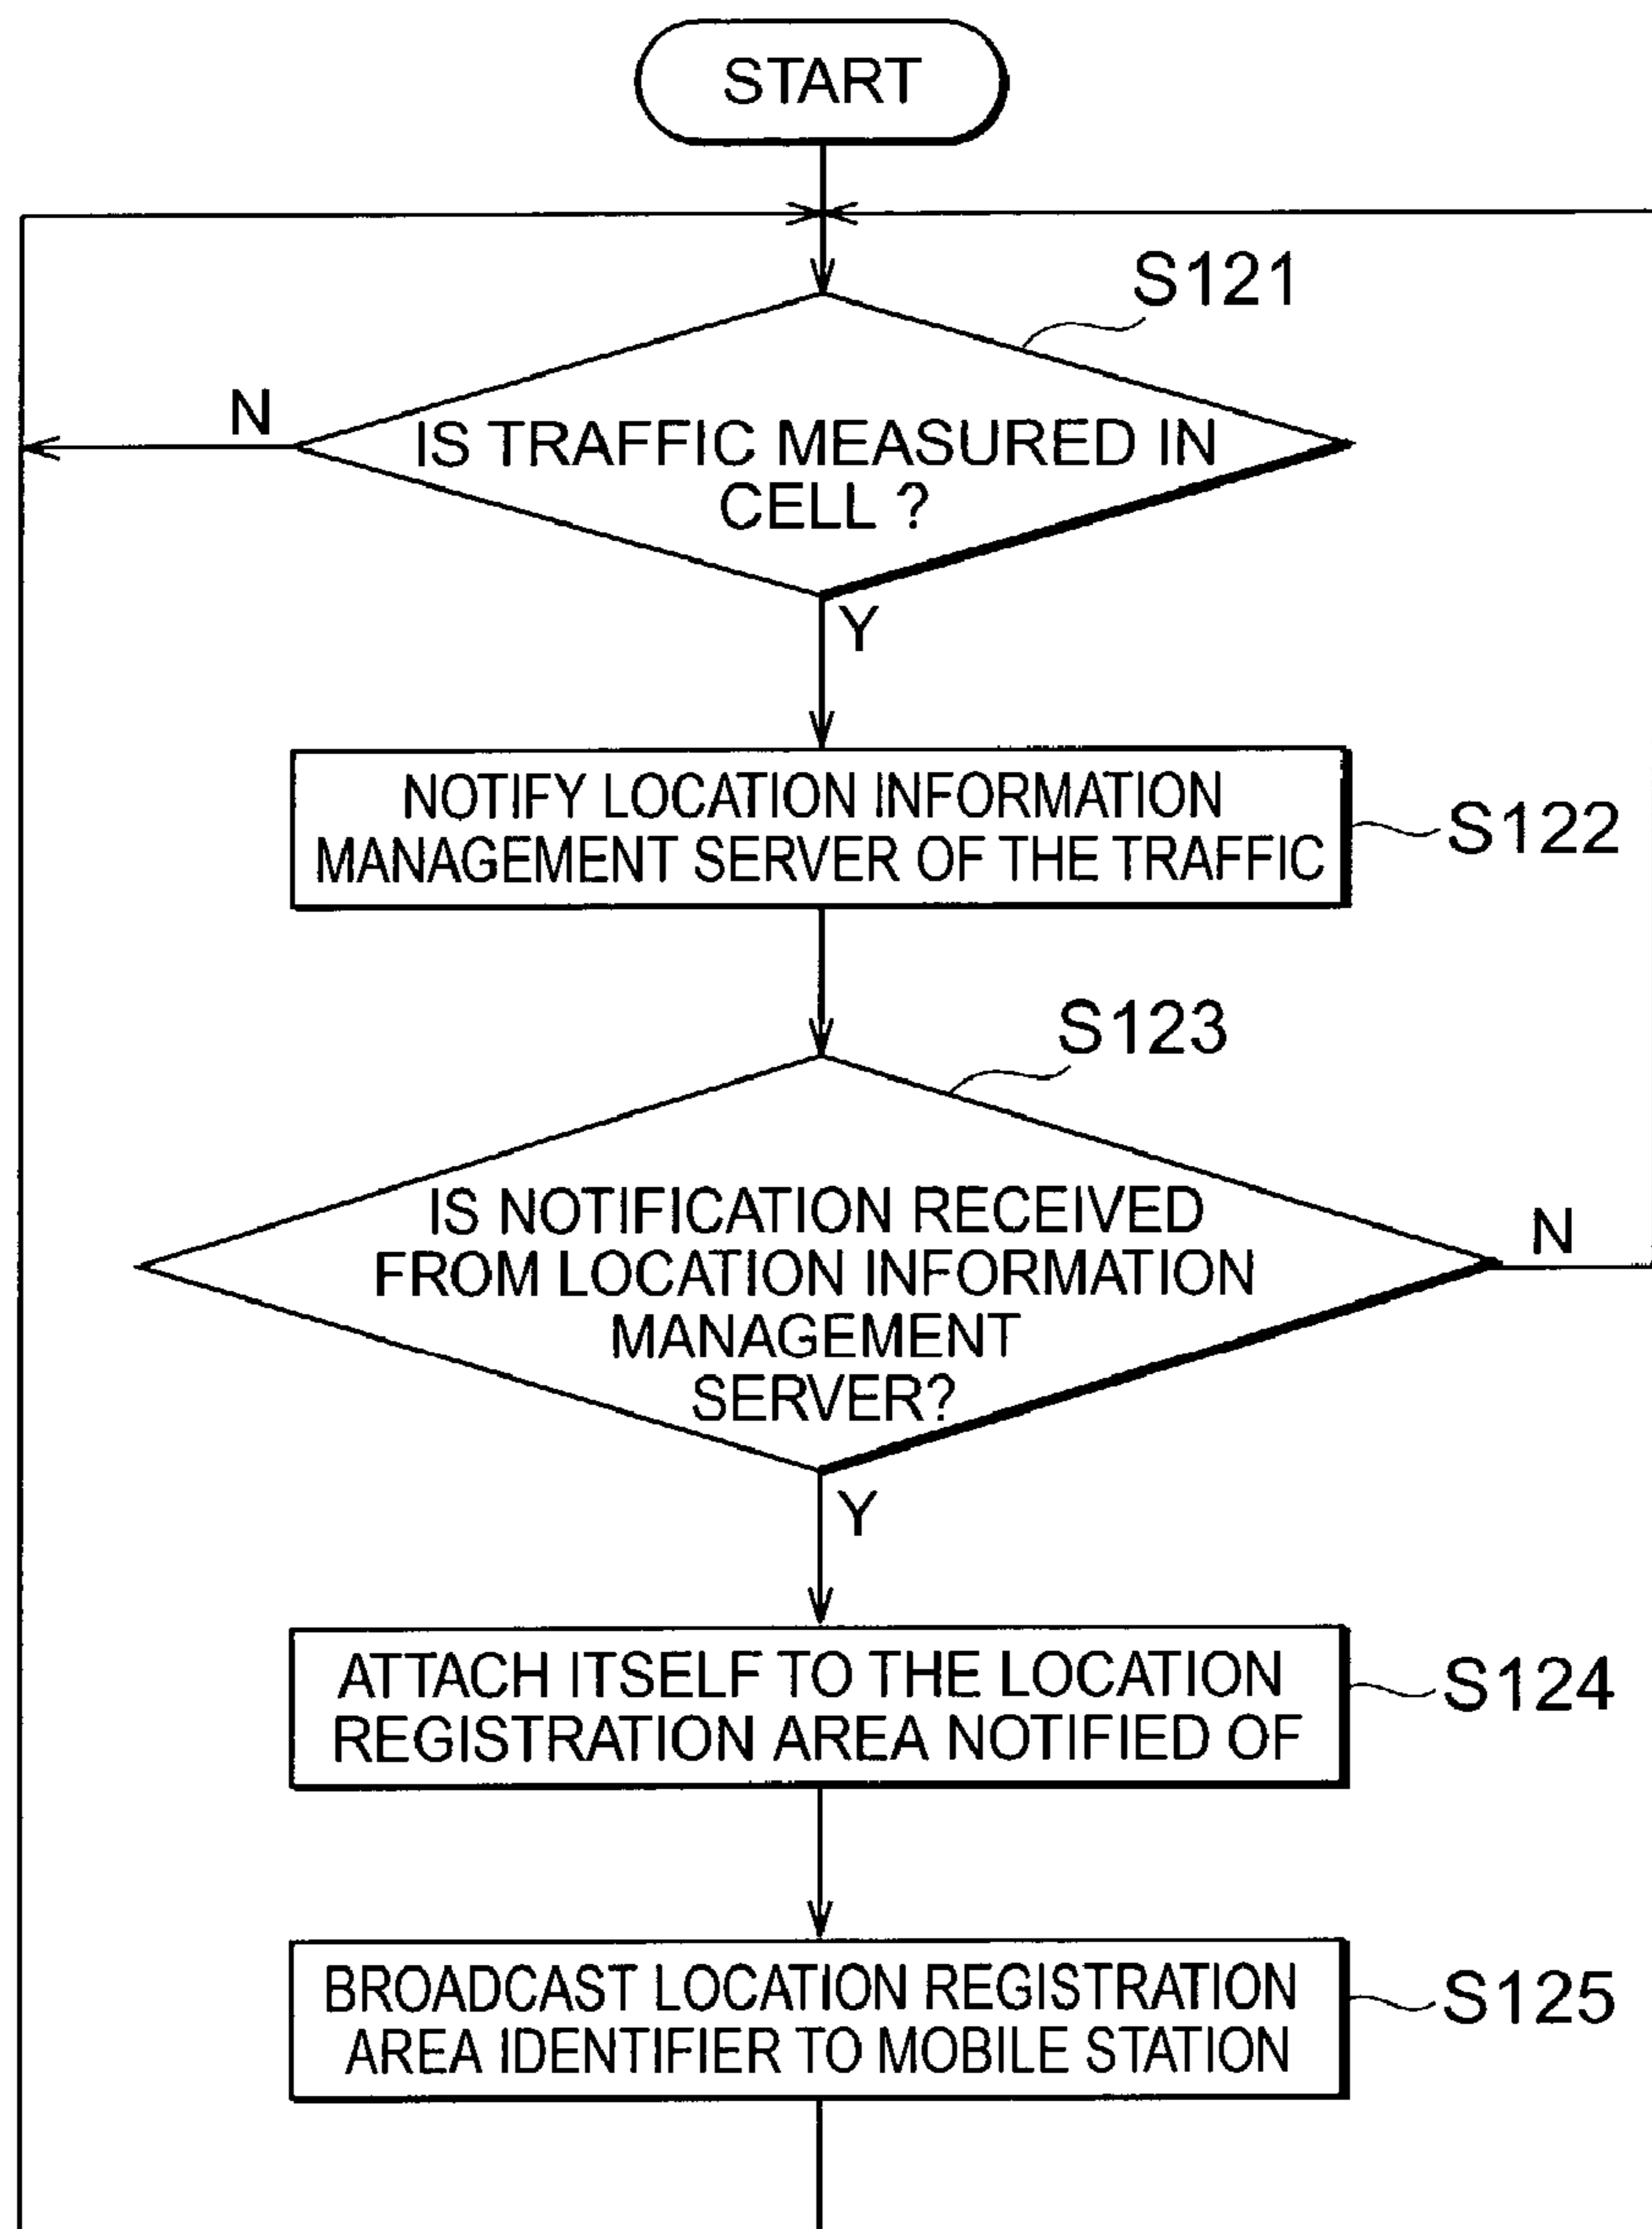 START
S121
N
IS TRAFFIC MEASURED IN
CELL ?
Y
NOTIFY LOCATION INFORMATION
MANAGEMENT SERVER OF THE TRAFFIC
S122
S123
IS NOTIFICATION RECEIVED
FROM LOCATION INFORMATION
MANAGEMENT
SERVER?
N
Y
ATTACH ITSELF TO THE LOCATION
REGISTRATION AREA NOTIFIED OF
S124
BROADCAST LOCATION REGISTRATION
AREA IDENTIFIER TO MOBILE STATION
S125